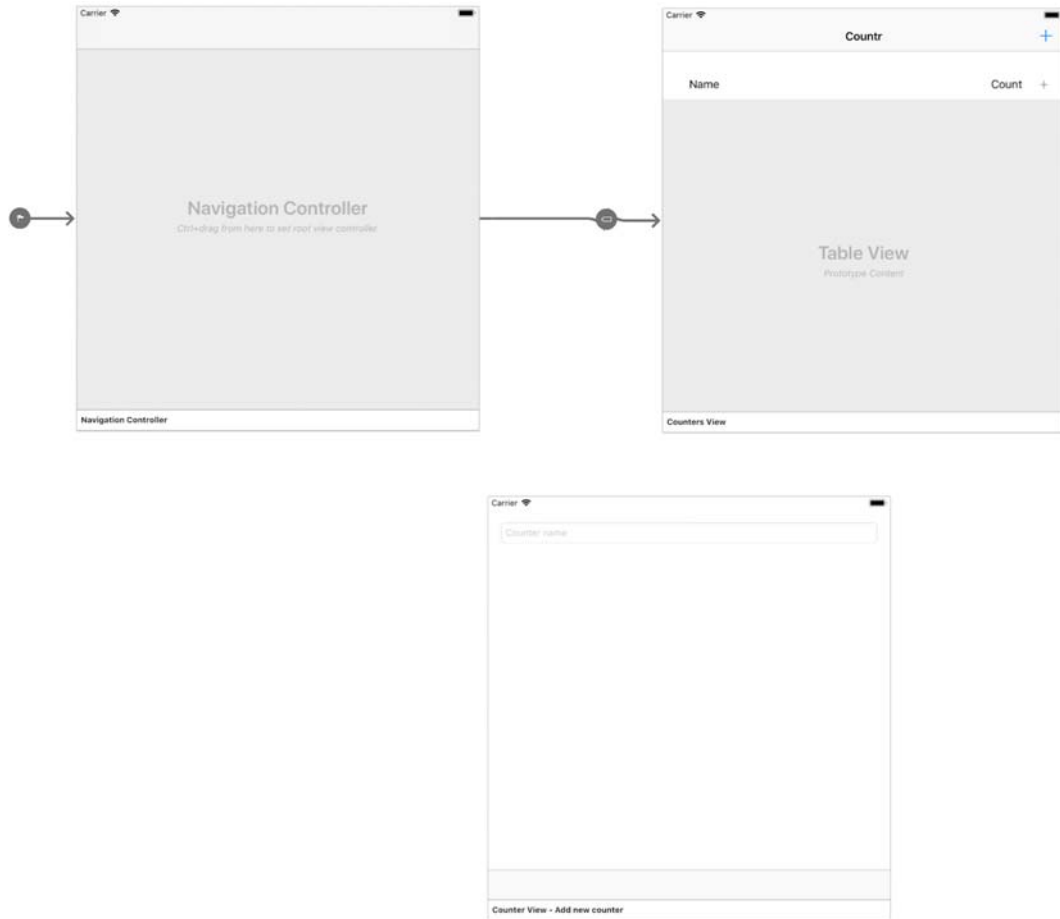 Carrier
Navigation Controller
Ctrl+drag from here to set root view controller
Navigation Controller
Carrier
Countr
+
Name
Count +
Table View
Prototype Content
Counters View
Carrier
Counter name
Counter View - Add new counter